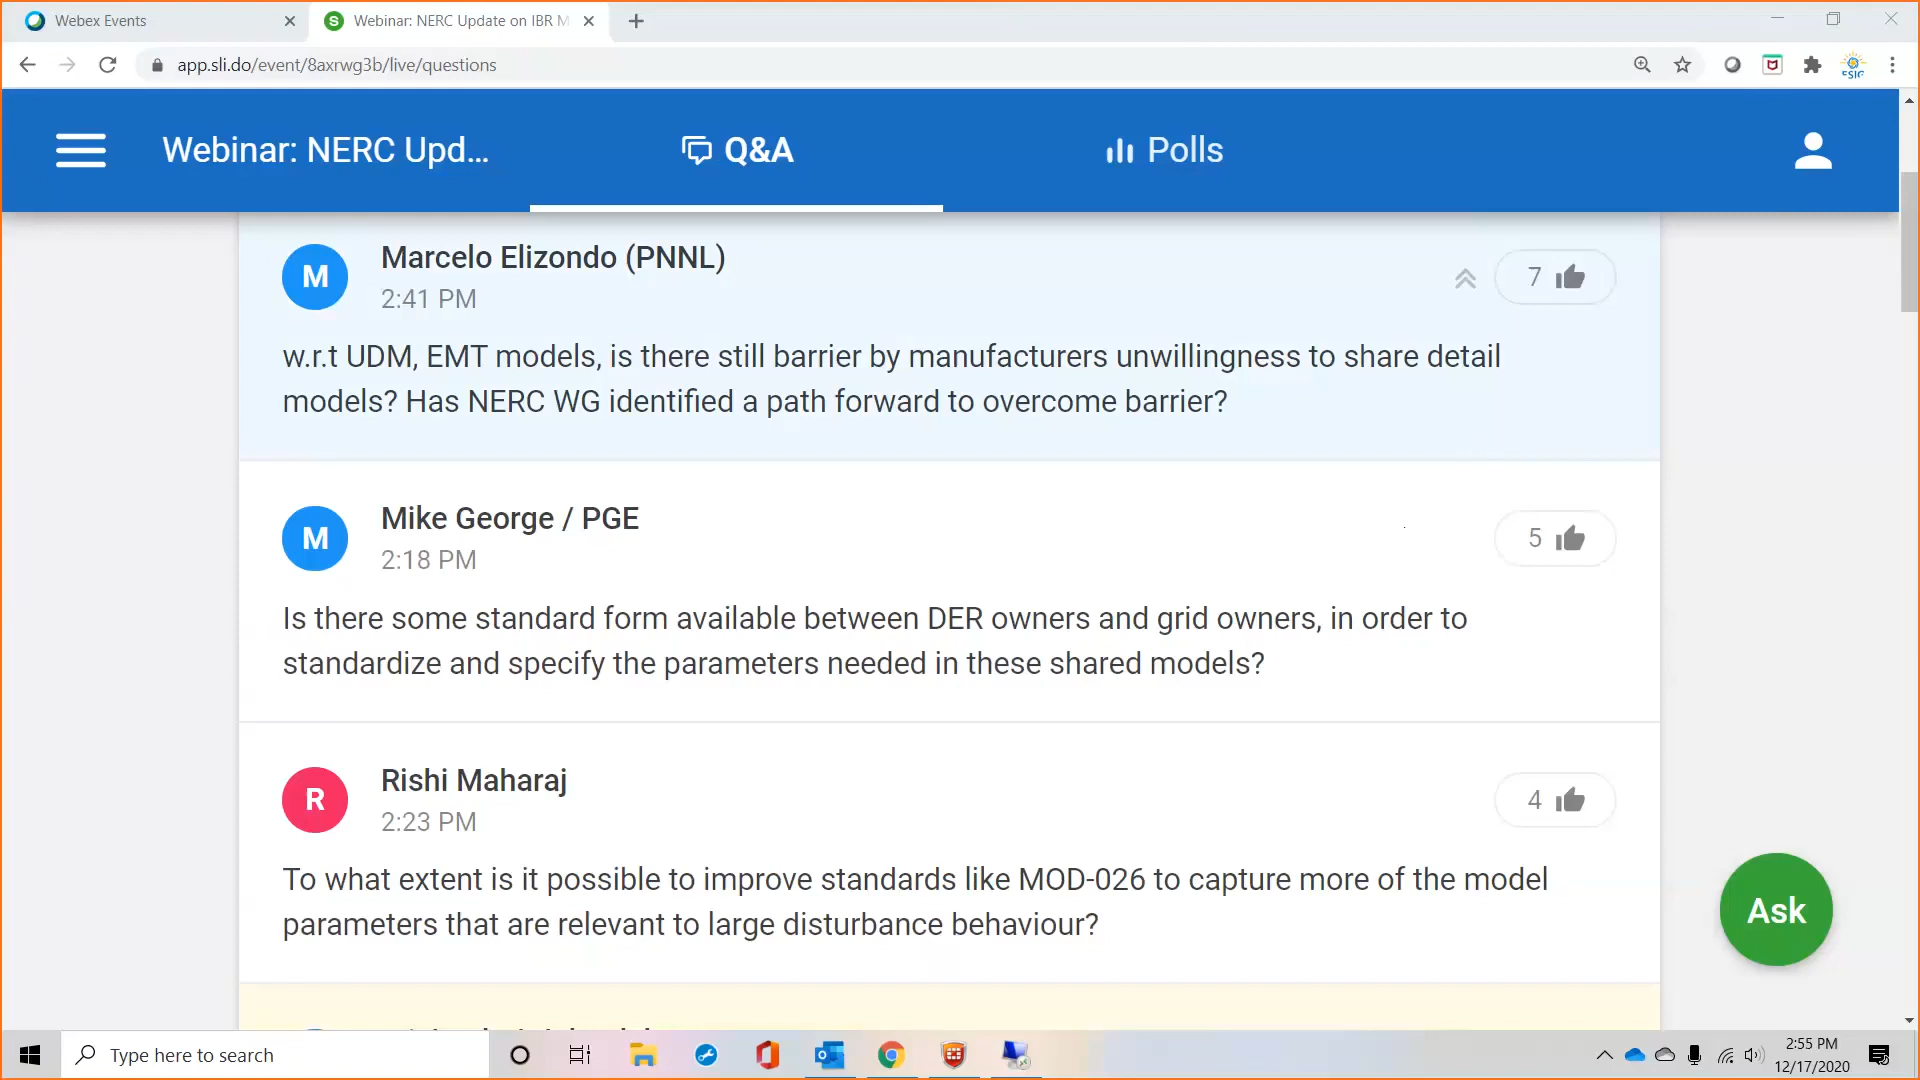 Webex Events
S Webinar: NERC Update on IBR M
app.sli.do/event/8axrwg3b/live/questions
ESIG
Webinar: NERC Upd...
Q&A
Polls
M
Marcelo Elizondo (PNNL)
2:41 PM
7
w.r.t UDM, EMT models, is there still barrier by manufacturers unwillingness to share detail
models? Has NERC WG identified a path forward to overcome barrier?
M
Mike George / PGE
2:18 PM
5
Is there some standard form available between DER owners and grid owners, in order to
standardize and specify the parameters needed in these shared models?
R
Rishi Maharaj
2:23 PM
4
To what extent is it possible to improve standards like MOD-026 to capture more of the model
parameters that are relevant to large disturbance behaviour?
Ask
Type here to search
2:55 PM
12/17/2020